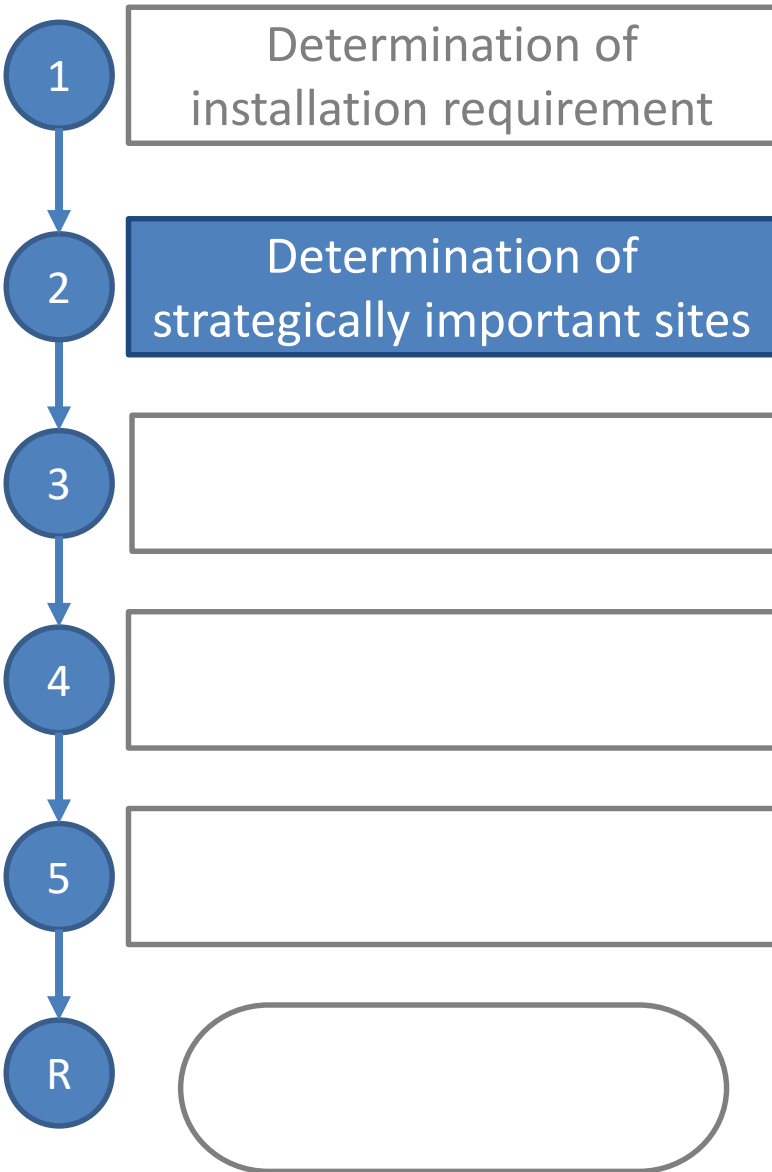 1
Determination of
installation requirement
2
Determination of
strategically important sites
3
4
5
R